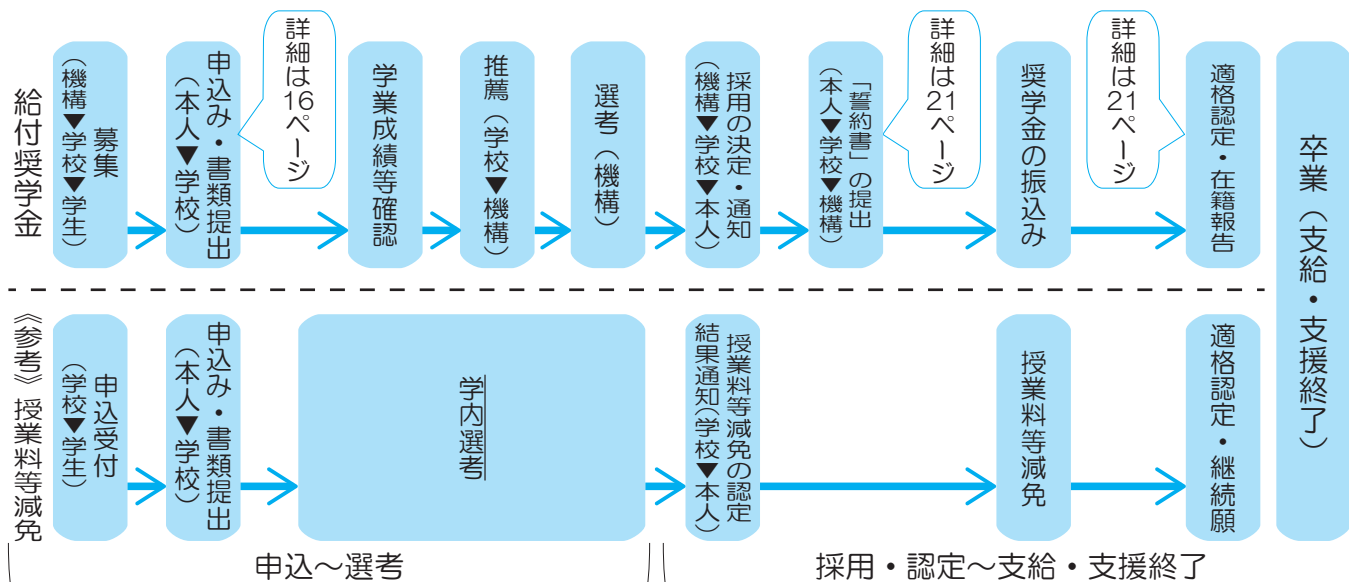 給付奨学金
募集
（機構▼学校▼学生）
申込み・書類提出
（本人▼学校）
詳細は16ページ
学業成績等確認
推薦（学校▼機構）
選考（機構）
採用の決定・通知
（機構▼学校▼本人）
「誓約書」の提出
（本人▼学校▼機構）
詳細は21ページ
奨学金の振込み
詳細は21ページ
適格認定・在籍報告
卒業（支給・支援終了）
《参考》授業料等減免
申込受付
（学校▼学生）
申込み・書類提出
（本人▼学校）
学内選考
授業料等減免の認定
結果通知（学校▼本人）
授業料等減免
適格認定・継続願
申込～選考
採用・認定～支給・支援終了